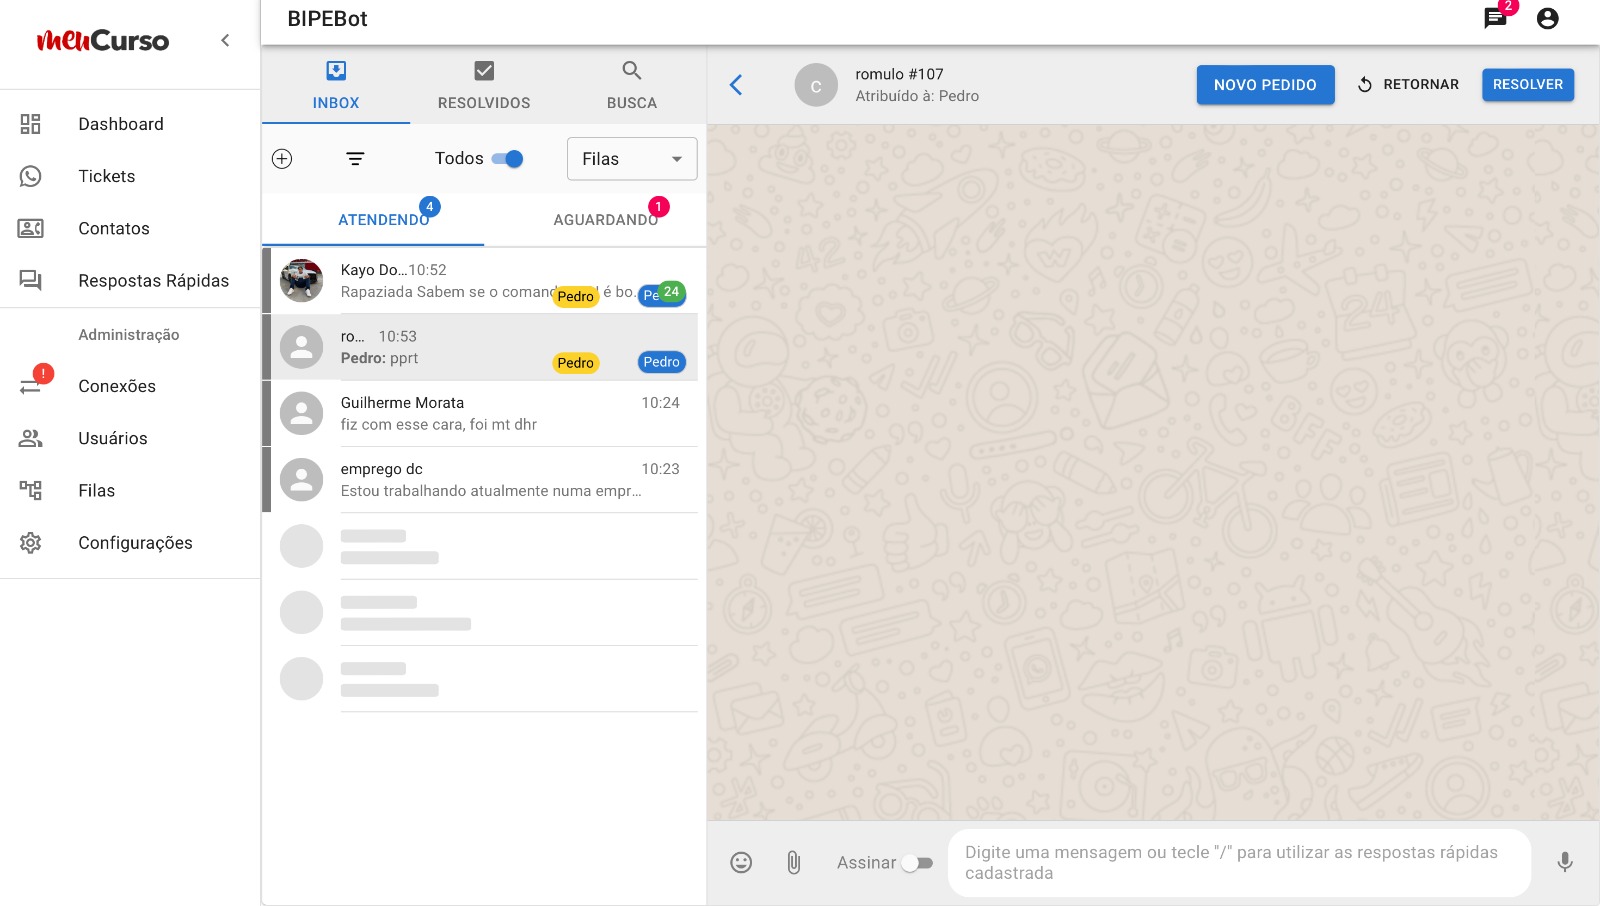 meuCurso
Dashboard
Tickets
Contatos
Respostas Rápidas
Administração
!
Conexões
Usuários
Filas
Configurações
BIPEBot
2
INBOX
RESOLVIDOS
BUSCA
Todos
Filas
ATENDENDO
4
AGUARDANDO
1
Kayo Do...10:52
Rapaziada Sabem se o comand
é bo.
Pedro
Pe
24
ro... 10:53
Pedro: pprt
Pedro
Pedro
Guilherme Morata 10:24
fiz com esse cara, foi mt dhr
emprego dc 10:23
Estou trabalhando atualmente numa empr...
C
romulo #107
Atribuído à: Pedro
NOVO PEDIDO
RETORNAR
RESOLVER
Assinar
Digite uma mensagem ou tecle "/" para utilizar as respostas rápidas
cadastrada